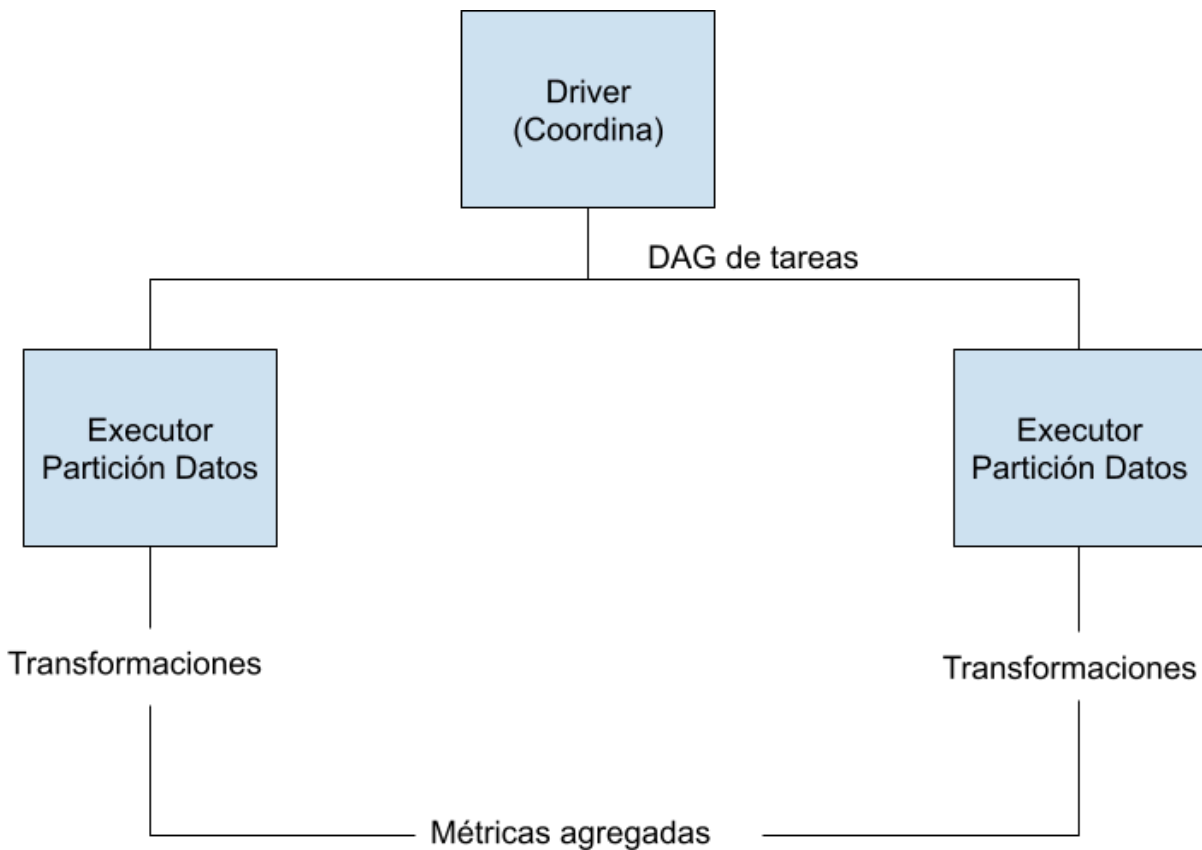 Driver
(Coordina)
DAG de tareas
Executor
Partición Datos
Executor
Partición Datos
Transformaciones
Transformaciones
Métricas agregadas